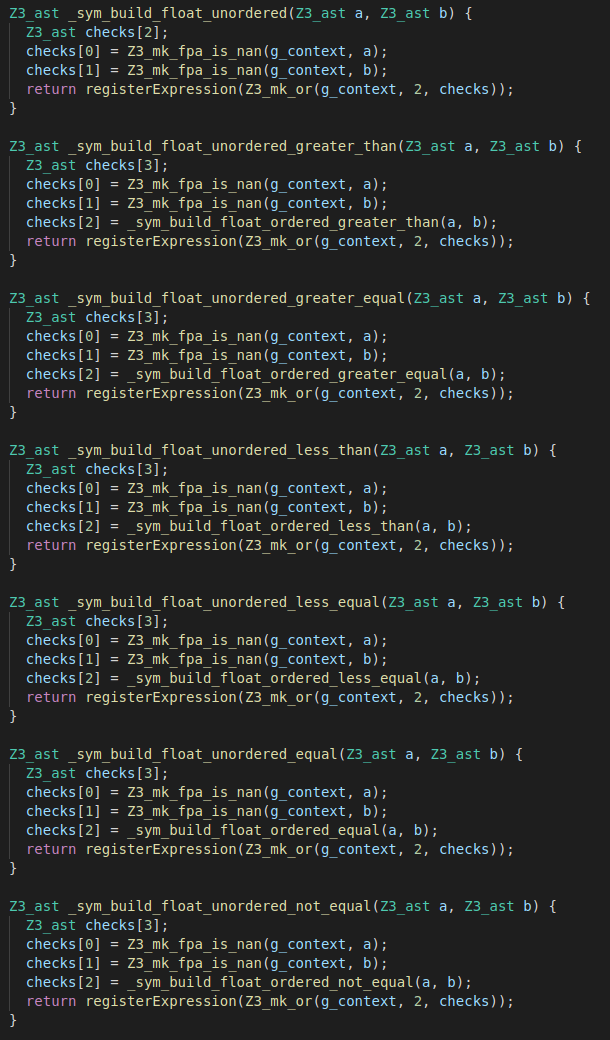 Z3_ast _sym_build_float_unordered(Z3_ast a, Z3_ast b) {
  Z3_ast checks[2];
  checks[0] = Z3_mk_fpa_is_nan(g_context, a);
  checks[1] = Z3_mk_fpa_is_nan(g_context, b);
  return registerExpression(Z3_mk_or(g_context, 2, checks));
}

Z3_ast _sym_build_float_unordered_greater_than(Z3_ast a, Z3_ast b) {
  Z3_ast checks[3];
  checks[0] = Z3_mk_fpa_is_nan(g_context, a);
  checks[1] = Z3_mk_fpa_is_nan(g_context, b);
  checks[2] = _sym_build_float_ordered_greater_than(a, b);
  return registerExpression(Z3_mk_or(g_context, 2, checks));
}

Z3_ast _sym_build_float_unordered_greater_equal(Z3_ast a, Z3_ast b) {
  Z3_ast checks[3];
  checks[0] = Z3_mk_fpa_is_nan(g_context, a);
  checks[1] = Z3_mk_fpa_is_nan(g_context, b);
  checks[2] = _sym_build_float_ordered_greater_equal(a, b);
  return registerExpression(Z3_mk_or(g_context, 2, checks));
}

Z3_ast _sym_build_float_unordered_less_than(Z3_ast a, Z3_ast b) {
  Z3_ast checks[3];
  checks[0] = Z3_mk_fpa_is_nan(g_context, a);
  checks[1] = Z3_mk_fpa_is_nan(g_context, b);
  checks[2] = _sym_build_float_ordered_less_than(a, b);
  return registerExpression(Z3_mk_or(g_context, 2, checks));
}

Z3_ast _sym_build_float_unordered_less_equal(Z3_ast a, Z3_ast b) {
  Z3_ast checks[3];
  checks[0] = Z3_mk_fpa_is_nan(g_context, a);
  checks[1] = Z3_mk_fpa_is_nan(g_context, b);
  checks[2] = _sym_build_float_ordered_less_equal(a, b);
  return registerExpression(Z3_mk_or(g_context, 2, checks));
}

Z3_ast _sym_build_float_unordered_equal(Z3_ast a, Z3_ast b) {
  Z3_ast checks[3];
  checks[0] = Z3_mk_fpa_is_nan(g_context, a);
  checks[1] = Z3_mk_fpa_is_nan(g_context, b);
  checks[2] = _sym_build_float_ordered_equal(a, b);
  return registerExpression(Z3_mk_or(g_context, 2, checks));
}

Z3_ast _sym_build_float_unordered_not_equal(Z3_ast a, Z3_ast b) {
  Z3_ast checks[3];
  checks[0] = Z3_mk_fpa_is_nan(g_context, a);
  checks[1] = Z3_mk_fpa_is_nan(g_context, b);
  checks[2] = _sym_build_float_ordered_not_equal(a, b);
  return registerExpression(Z3_mk_or(g_context, 2, checks));
}